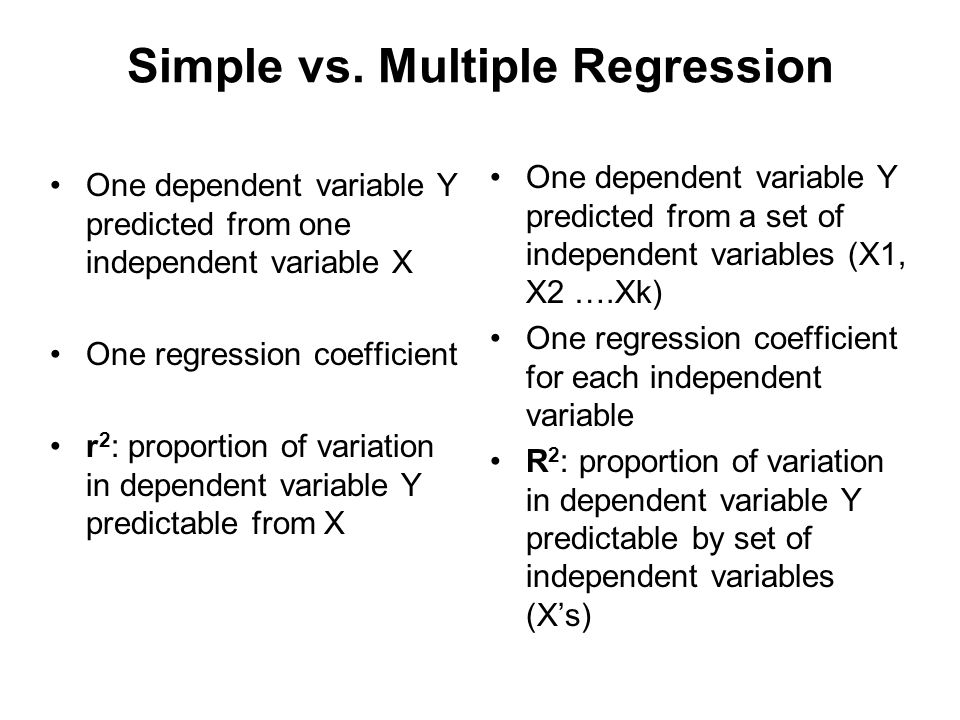 Simple vs. Multiple Regression
• One dependent variable Y
predicted from one
independent variable X
• One regression coefficient
• r²: proportion of variation
in dependent variable Y
predictable from X
• One dependent variable Y
predicted from a set of
independent variables (X1,
X2 ….Xk)
• One regression coefficient
for each independent
variable
• R²: proportion of variation
in dependent variable Y
predictable by set of
independent variables
(X’s)